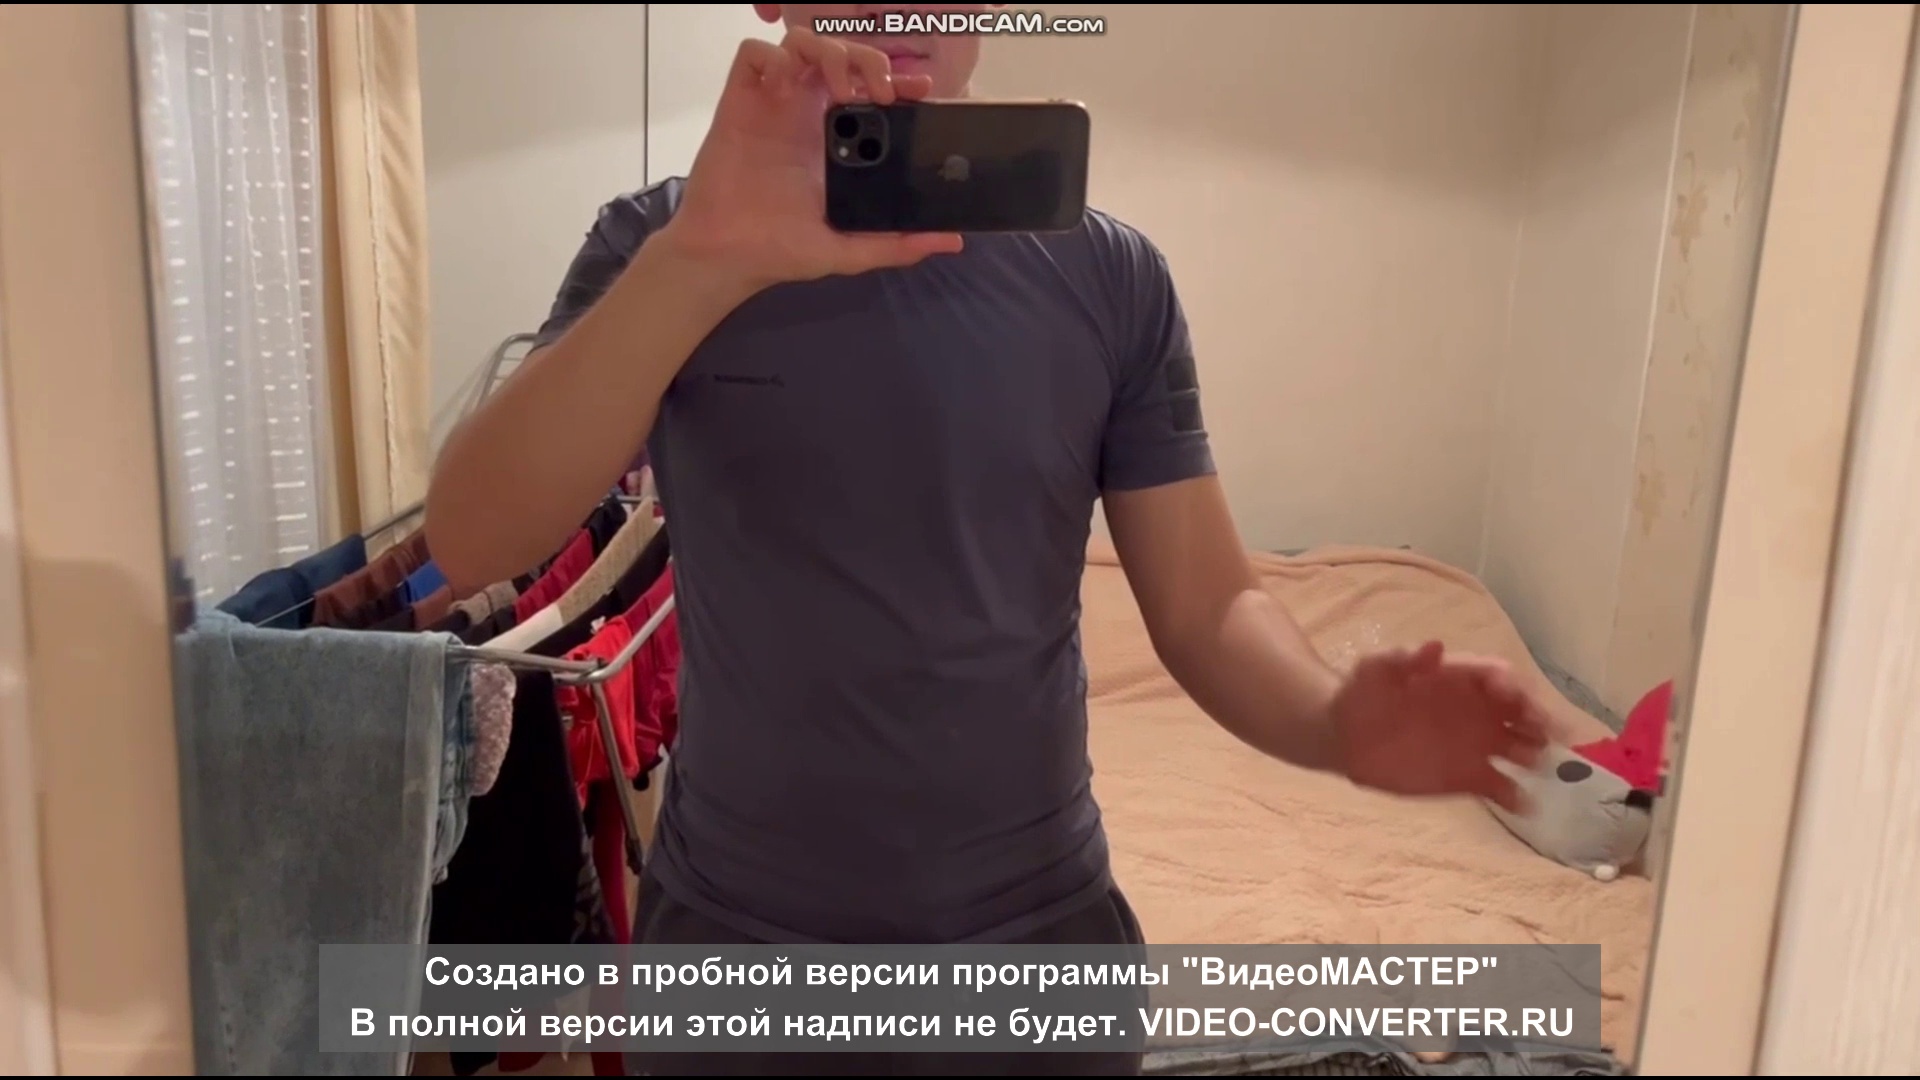 www.BANDICAM.com
Создано в пробной версии программы "ВидеоМАСТЕР"
В полной версии этой надписи не будет. VIDEO-CONVERTER.RU